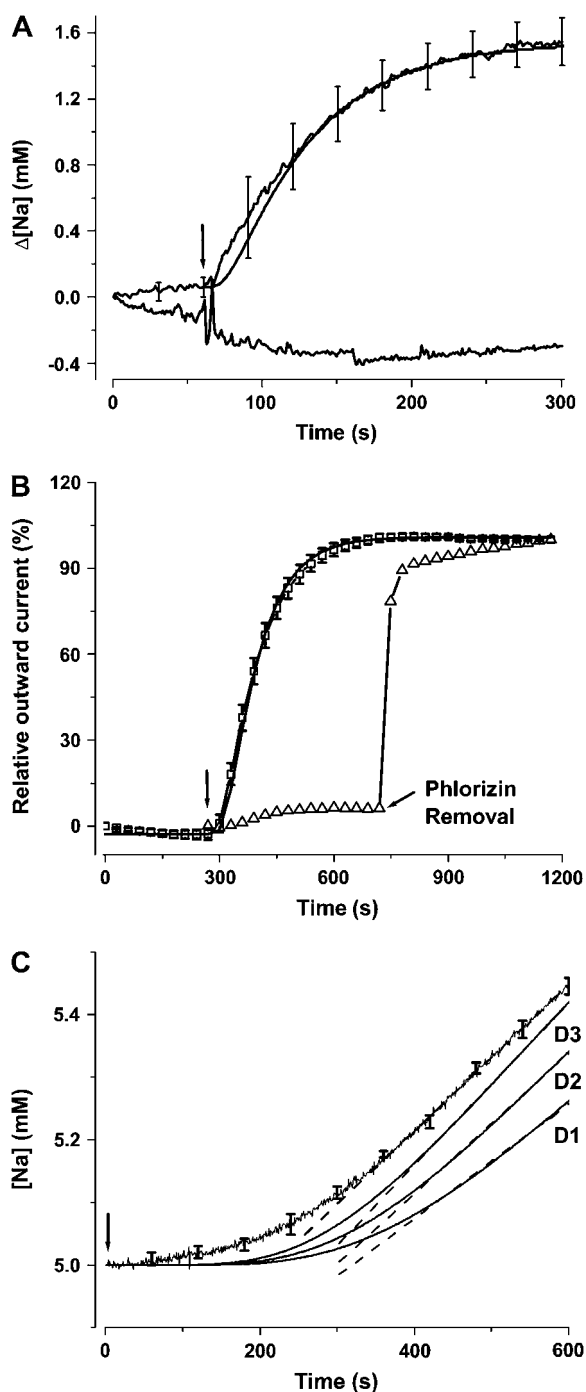 A
Δ[Na] (mM)
1.6
1.2
0.8
0.4
0.0
-0.4
0 100 200 300
Time (s)
B
Relative outward current (%)
120
90
60
30
0
Phlorizin
Removal
0 300 600 900 1200
Time (s)
C
[Na] (mM)
5.4
5.2
5.0
D3
D2
D1
0 200 400 600
Time (s)